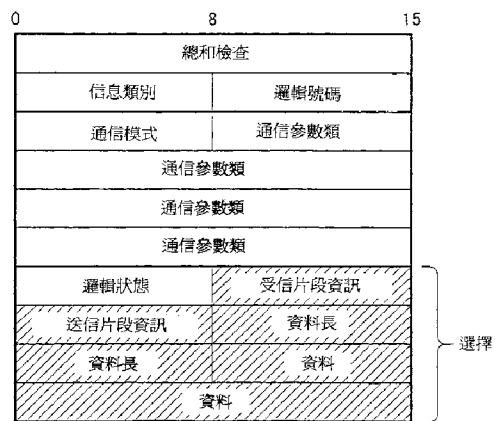 0 8 15
總和檢查
信息類別 邏輯號碼
通信模式 通信參數類
通信參數類
通信參數類
通信參數類
邏輯狀態 受信片段資訊
送信片段資訊 資料長
選擇
資料長 資料
資料